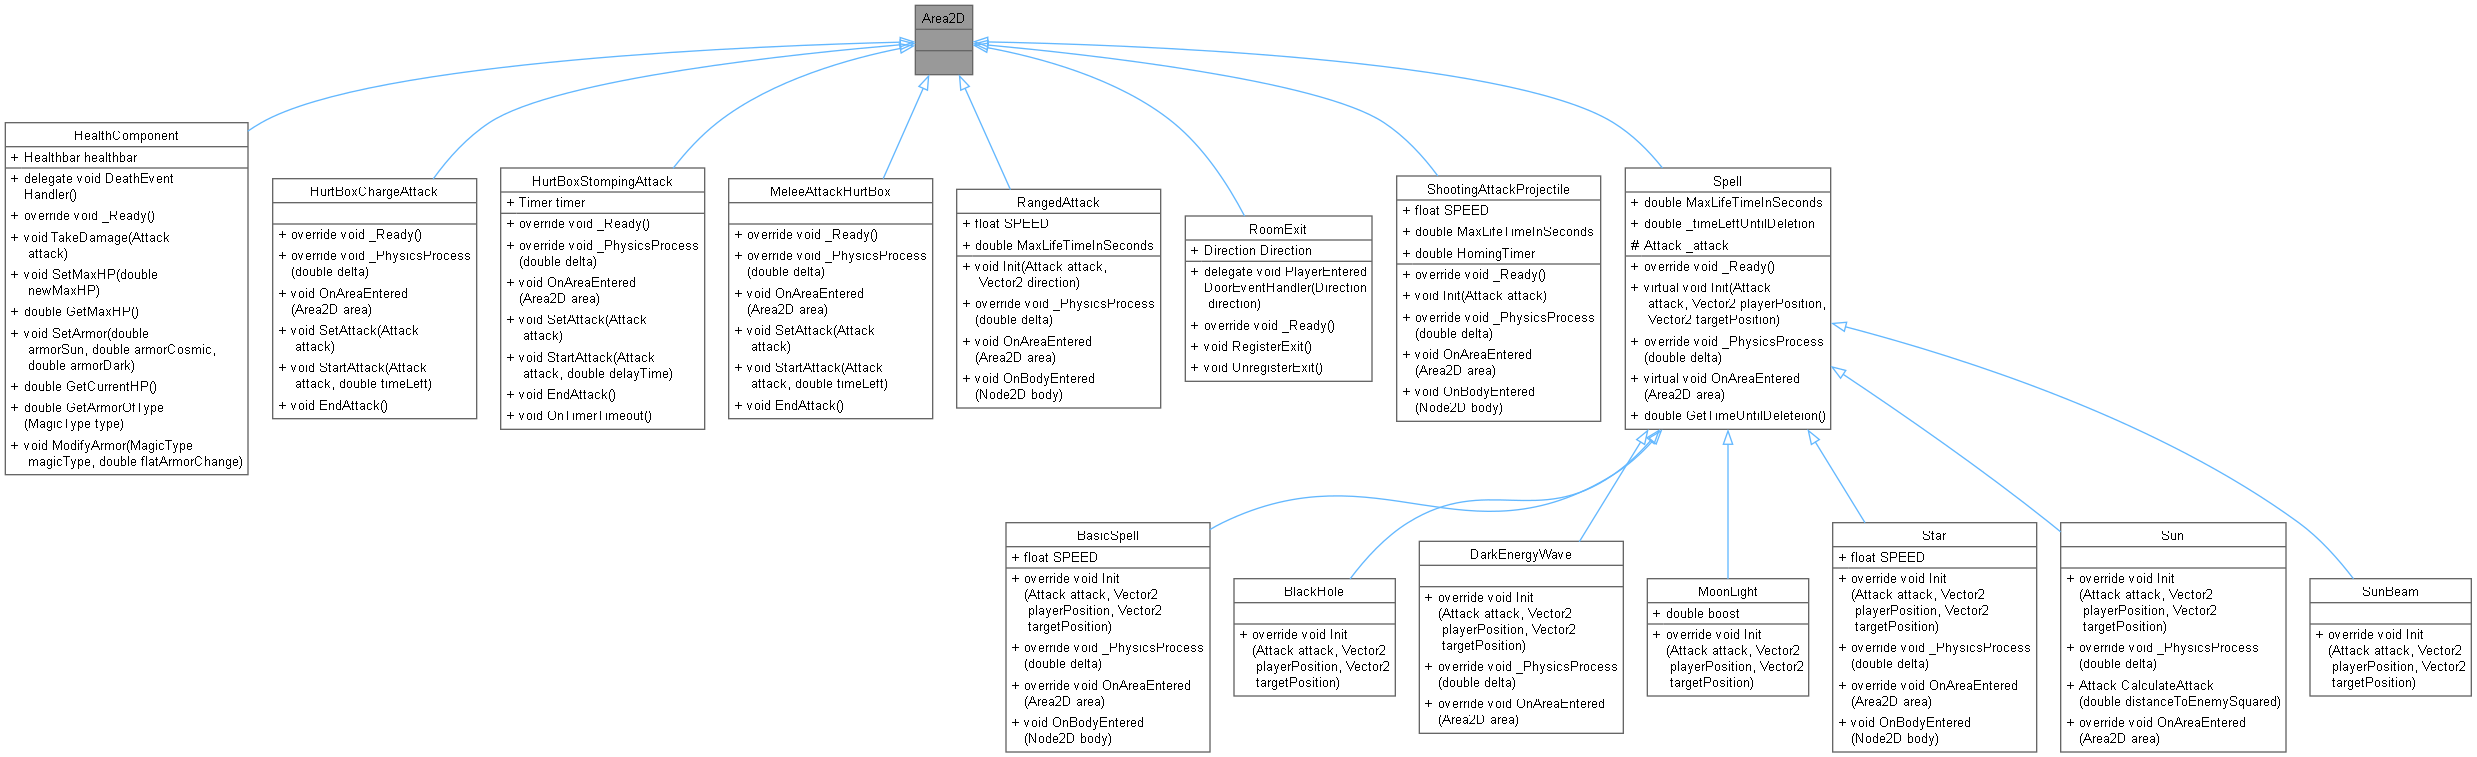 Area2D
HealthComponent
+ Healthbar healthbar
+ delegate void DeathEvent
Handler()
+ override void _Ready()
+ void TakeDamage(Attack
attack)
+ void SetMaxHP(double
newMaxHP)
+ double GetMaxHP()
+ void SetArmor(double
armorSun, double armorCosmic,
double armorDark)
+ double GetCurrentHP()
+ double GetArmorOfType
(MagicType type)
+ void ModifyArmor(MagicType
magicType, double flatArmorChange)
HurtBoxChargeAttack
+ override void _Ready()
+ override void _PhysicsProcess
(double delta)
+ void OnAreaEntered
(Area2D area)
+ void SetAttack(Attack
attack)
+ void StartAttack(Attack
attack, double timeLeft)
+ void EndAttack()
HurtBoxStompingAttack
+ Timer timer
+ override void _Ready()
+ override void _PhysicsProcess
(double delta)
+ void OnAreaEntered
(Area2D area)
+ void SetAttack(Attack
attack)
+ void StartAttack(Attack
attack, double delayTime)
+ void EndAttack()
+ void OnTimerTimeout()
MeleeAttackHurtBox
+ override void _Ready()
+ override void _PhysicsProcess
(double delta)
+ void OnAreaEntered
(Area2D area)
+ void SetAttack(Attack
attack)
+ void StartAttack(Attack
attack, double timeLeft)
+ void EndAttack()
RangedAttack
+ float SPEED
+ double MaxLifeTimeInSeconds
+ void Init(Attack attack,
Vector2 direction)
+ override void _PhysicsProcess
(double delta)
+ void OnAreaEntered
(Area2D area)
+ void OnBodyEntered
(Node2D body)
RoomExit
+ Direction Direction
+ delegate void PlayerEntered
DoorEventHandler(Direction
direction)
+ override void _Ready()
+ void RegisterExit()
+ void UnregisterExit()
ShootingAttackProjectile
+ float SPEED
+ double MaxLifeTimeInSeconds
+ double HomingTimer
+ override void _Ready()
+ void Init(Attack attack)
+ override void _PhysicsProcess
(double delta)
+ void OnAreaEntered
(Area2D area)
+ void OnBodyEntered
(Node2D body)
Spell
+ double MaxLifeTimeInSeconds
+ double _timeLeftUntilDeletion
# Attack _attack
+ override void _Ready()
+ virtual void Init(Attack
attack, Vector2 playerPosition,
Vector2 targetPosition)
+ override void _PhysicsProcess
(double delta)
+ virtual void OnAreaEntered
(Area2D area)
+ double GetTimeUntilDeleteion()
BasicSpell
+ float SPEED
+ override void Init
(Attack attack, Vector2
playerPosition, Vector2
targetPosition)
+ override void _PhysicsProcess
(double delta)
+ override void OnAreaEntered
(Area2D area)
+ void OnBodyEntered
(Node2D body)
BlackHole
+ override void Init
(Attack attack, Vector2
playerPosition, Vector2
targetPosition)
DarkEnergyWave
+ override void Init
(Attack attack, Vector2
playerPosition, Vector2
targetPosition)
+ override void _PhysicsProcess
(double delta)
+ override void OnAreaEntered
(Area2D area)
MoonLight
+ double boost
+ override void Init
(Attack attack, Vector2
playerPosition, Vector2
targetPosition)
Star
+ float SPEED
+ override void Init
(Attack attack, Vector2
playerPosition, Vector2
targetPosition)
+ override void _PhysicsProcess
(double delta)
+ override void OnAreaEntered
(Area2D area)
+ void OnBodyEntered
(Node2D body)
Sun
+ override void Init
(Attack attack, Vector2
playerPosition, Vector2
targetPosition)
+ override void _PhysicsProcess
(double delta)
+ Attack CalculateAttack
(double distanceToEnemySquared)
+ override void OnAreaEntered
(Area2D area)
SunBeam
+ override void Init
(Attack attack, Vector2
playerPosition, Vector2
targetPosition)